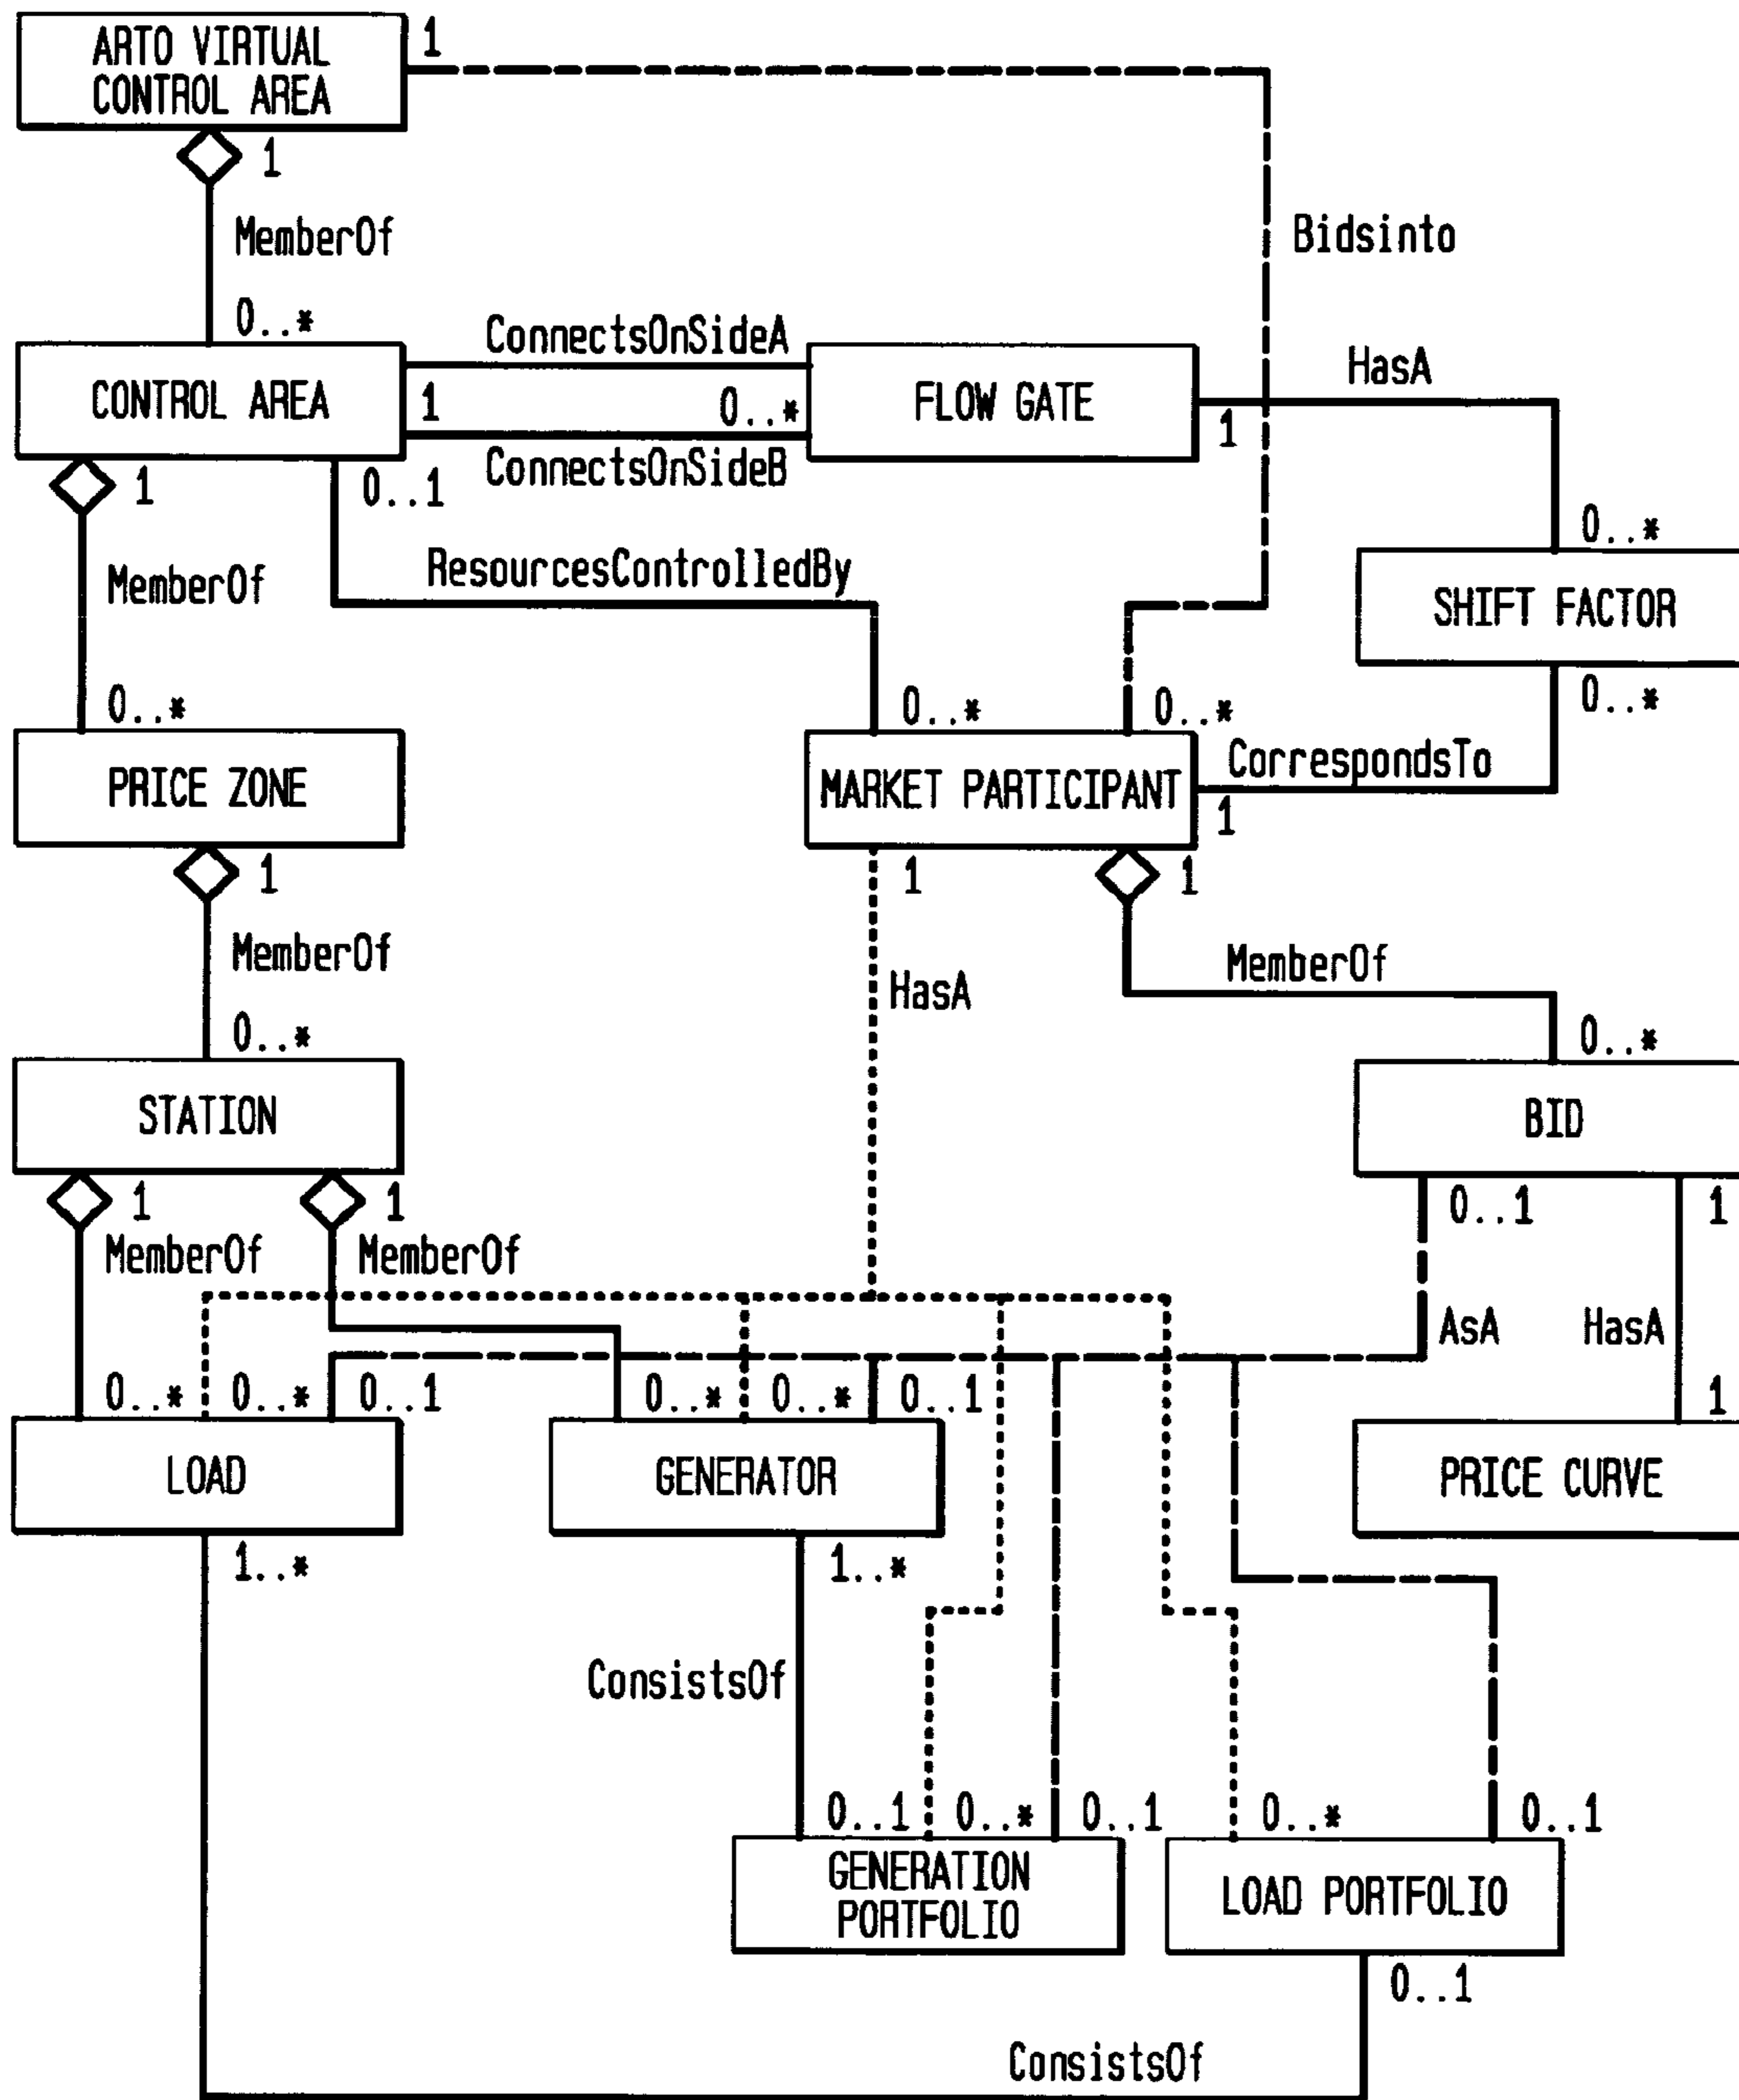 ARTO VIRTUAL
CONTROL AREA
1
1
MemberOf
Bidsinto
0..*
ConnectsOnSideA
HasA
CONTROL AREA
1
0..*
FLOW GATE
1
ConnectsOnSideB
1
0..1
0..*
MemberOf
ResourcesControlledBy
SHIFT FACTOR
0..*
0..*
0..*
0..*
PRICE ZONE
MARKET PARTICIPANT
CorrespondsTo
1
1
1
1
MemberOf
HasA
MemberOf
0..*
0..*
STATION
BID
1
1
0..1
1
MemberOf
MemberOf
AsA
HasA
0..*
0..*
0..1
0..*
0..*
0..1
1
LOAD
GENERATOR
PRICE CURVE
1..*
1..*
ConsistsOf
0..1
0..*
0..1
0..*
0..1
GENERATION
PORTFOLIO
LOAD PORTFOLIO
0..1
ConsistsOf